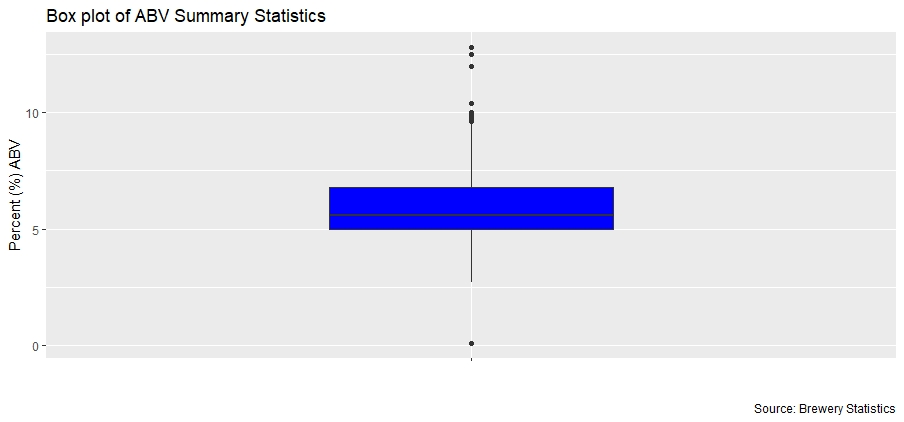 Box plot of ABV Summary Statistics
Percent (%) ABV
10
5
0
Source: Brewery Statistics